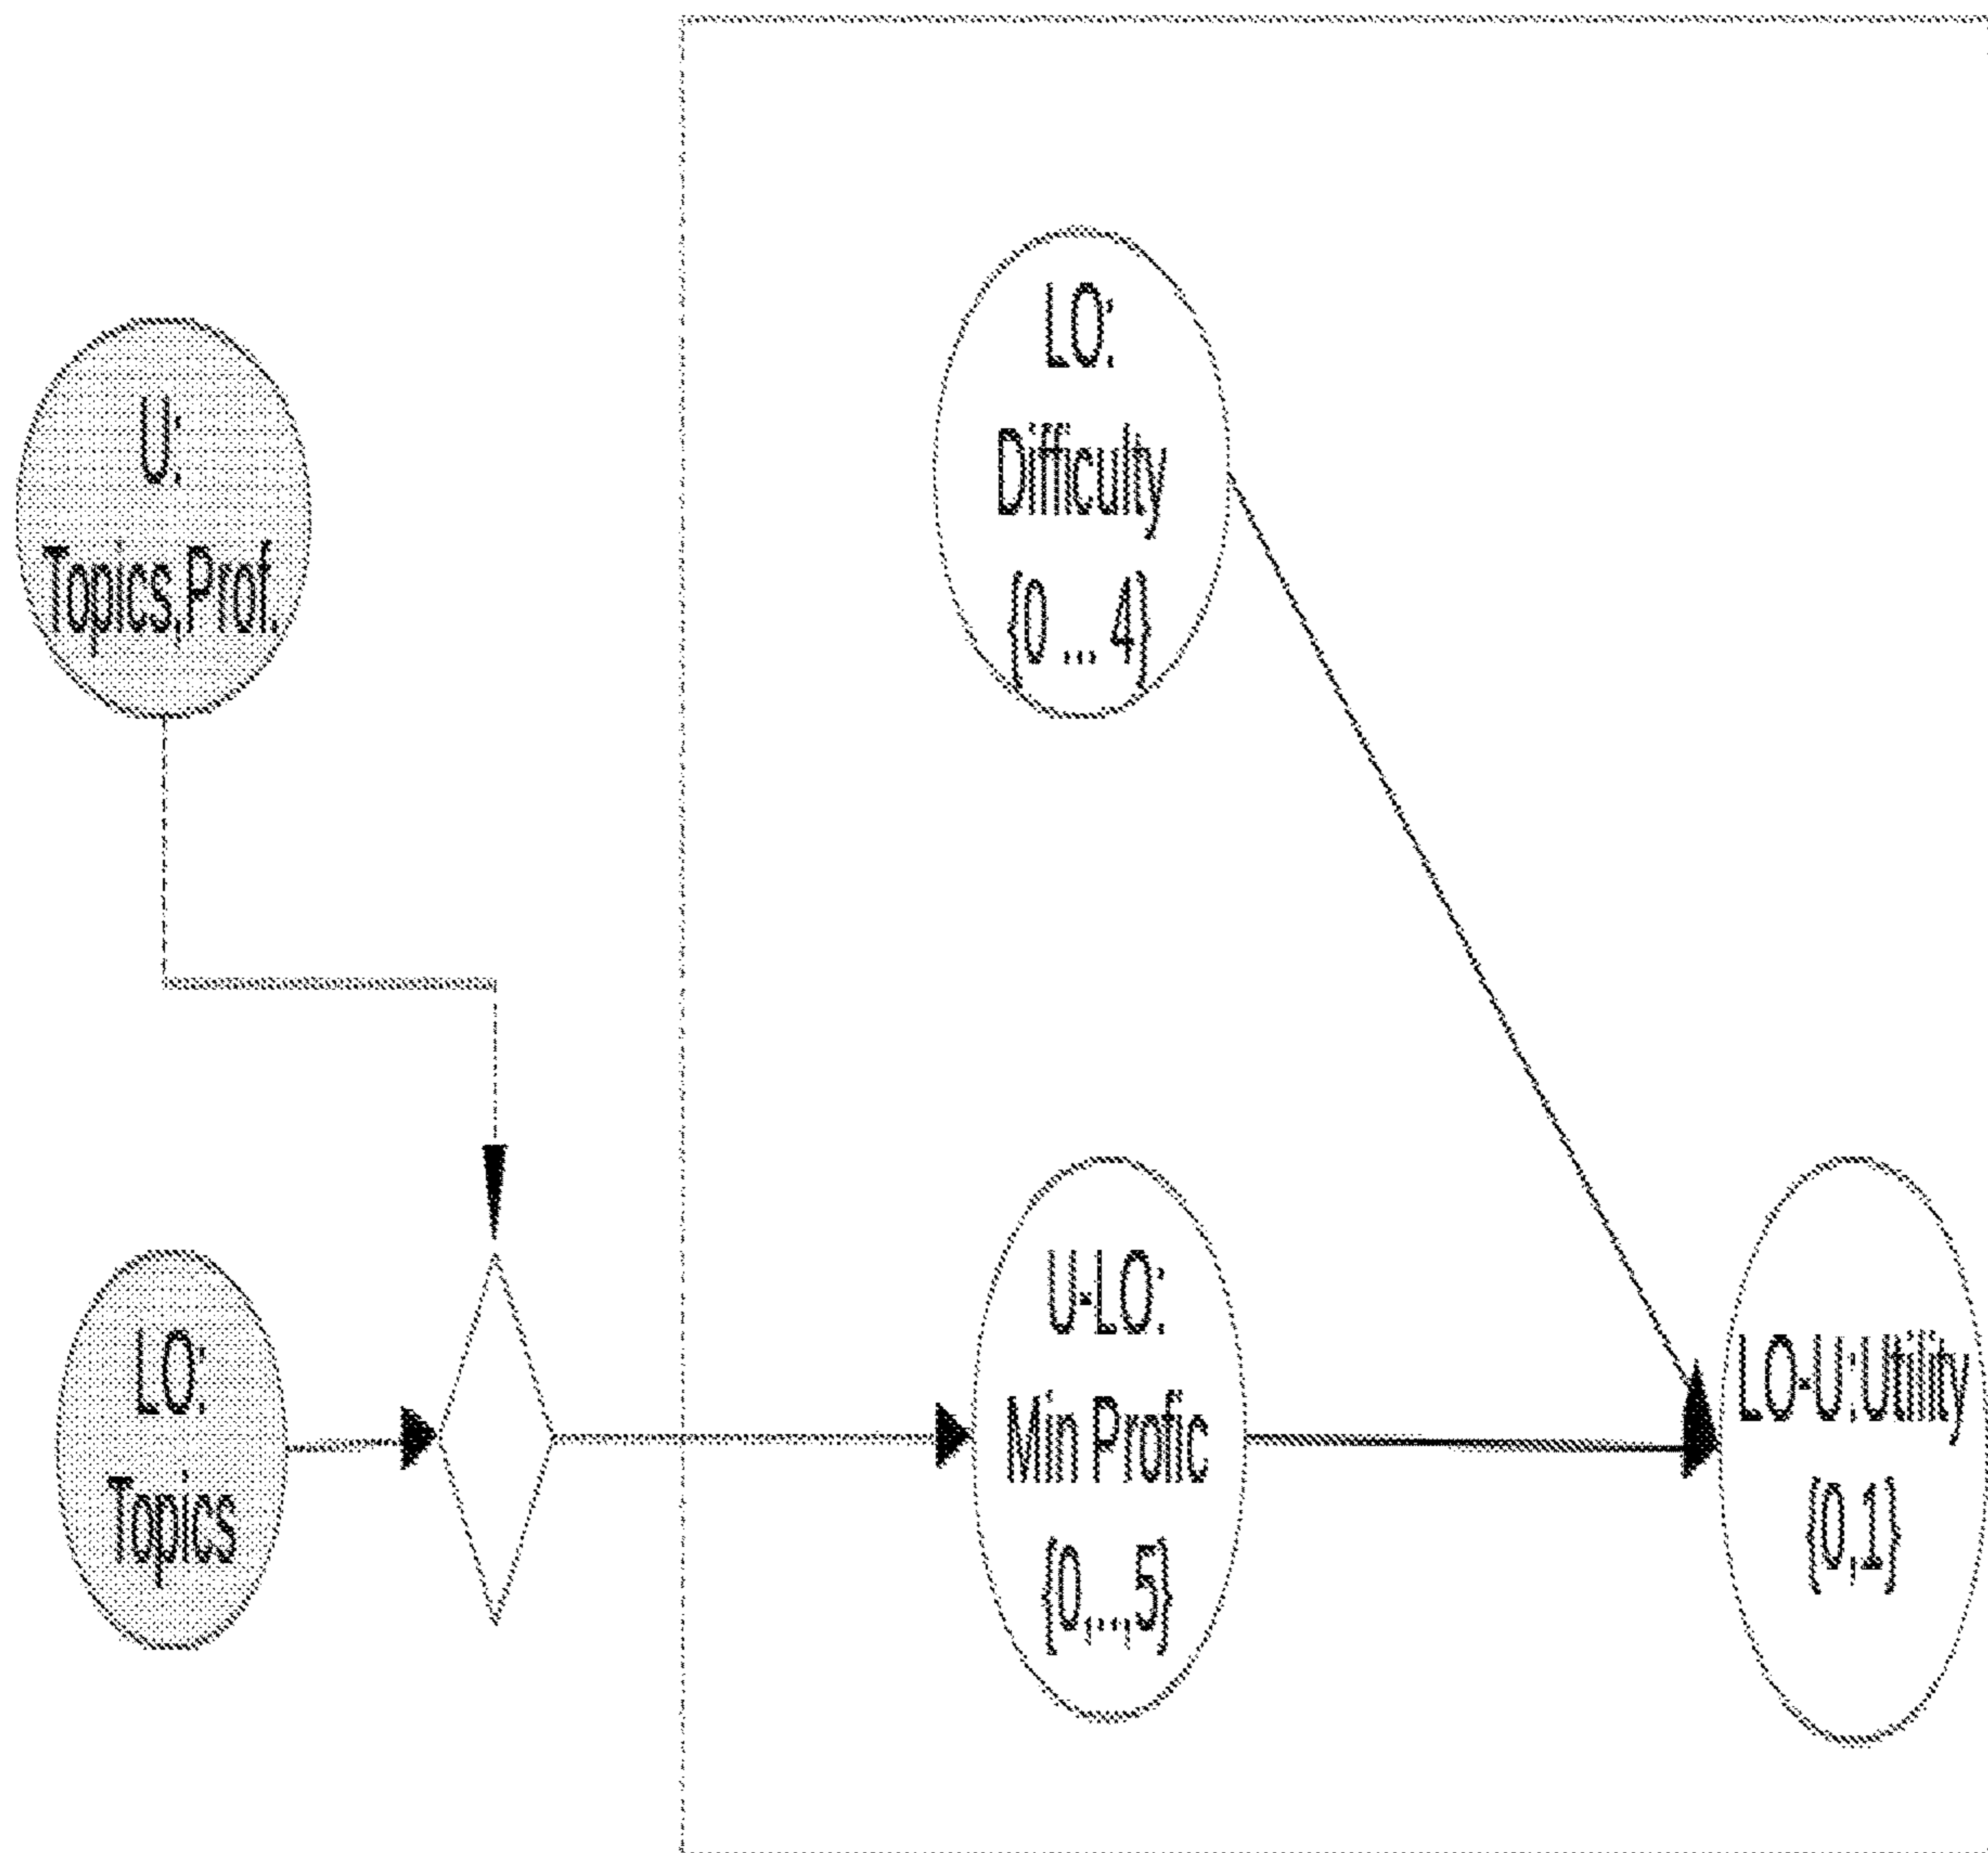 U:
Topics,Prof.
LO:
Difficulty
{0 ... 4}
LO:
Topics
U-LO:
Min Profic
{0,..,5}
LO-U:Utility
{0,1}